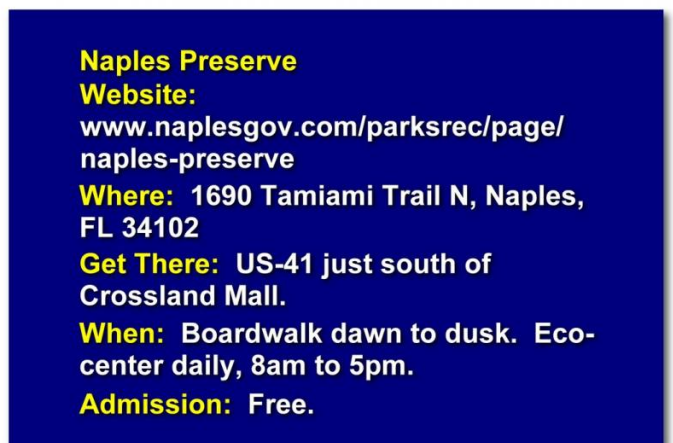 Naples Preserve
Website:
www.naplesgov.com/parksrec/page/
naples-preserve
Where:  1690 Tamiami Trail N, Naples,
FL 34102
Get There:  US-41 just south of
Crossland Mall.
When:  Boardwalk dawn to dusk.  Eco-
center daily, 8am to 5pm.
Admission:  Free.